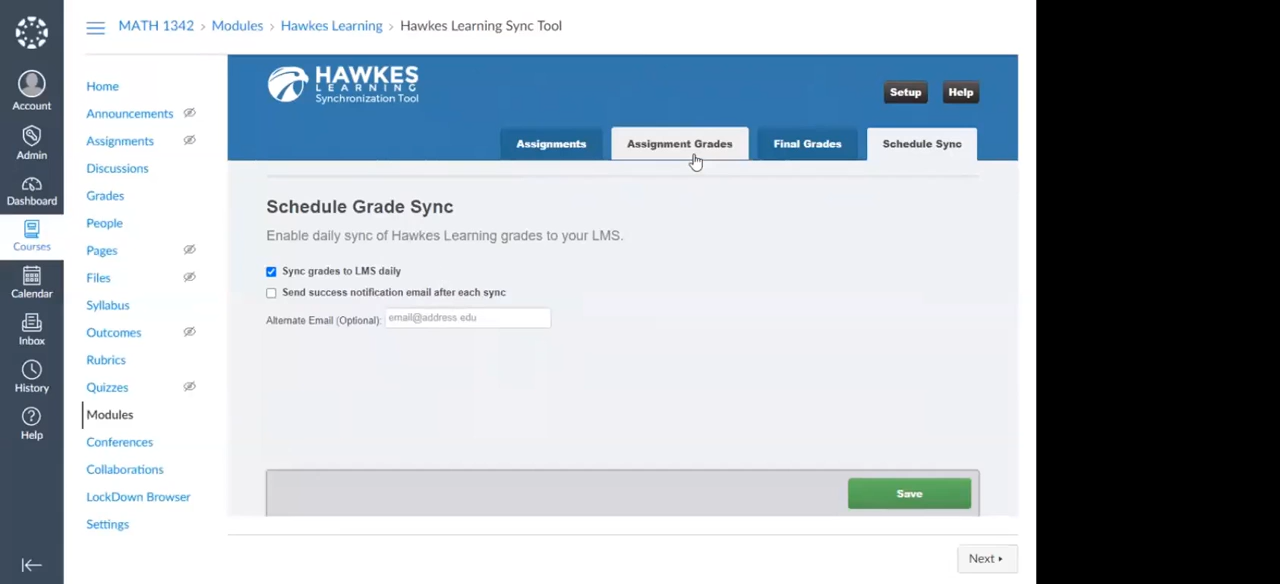 MATH 1342 › Modules › Hawkes Learning › Hawkes Learning Sync Tool
Account
Admin
Dashboard
Courses
Calendar
Inbox
History
Help
Home
Announcements
Assignments
Discussions
Grades
People
Pages
Files
Syllabus
Outcomes
Rubrics
Quizzes
Modules
Conferences
Collaborations
LockDown Browser
Settings
HAWKES
LEARNING
Synchronization Tool
Setup Help
Assignments Assignment Grades Final Grades Schedule Sync
Schedule Grade Sync
Enable daily sync of Hawkes Learning grades to your LMS.
Sync grades to LMS daily
Send success notification email after each sync
Alternate Email (Optional): email@address.edu
Save
Next ▸